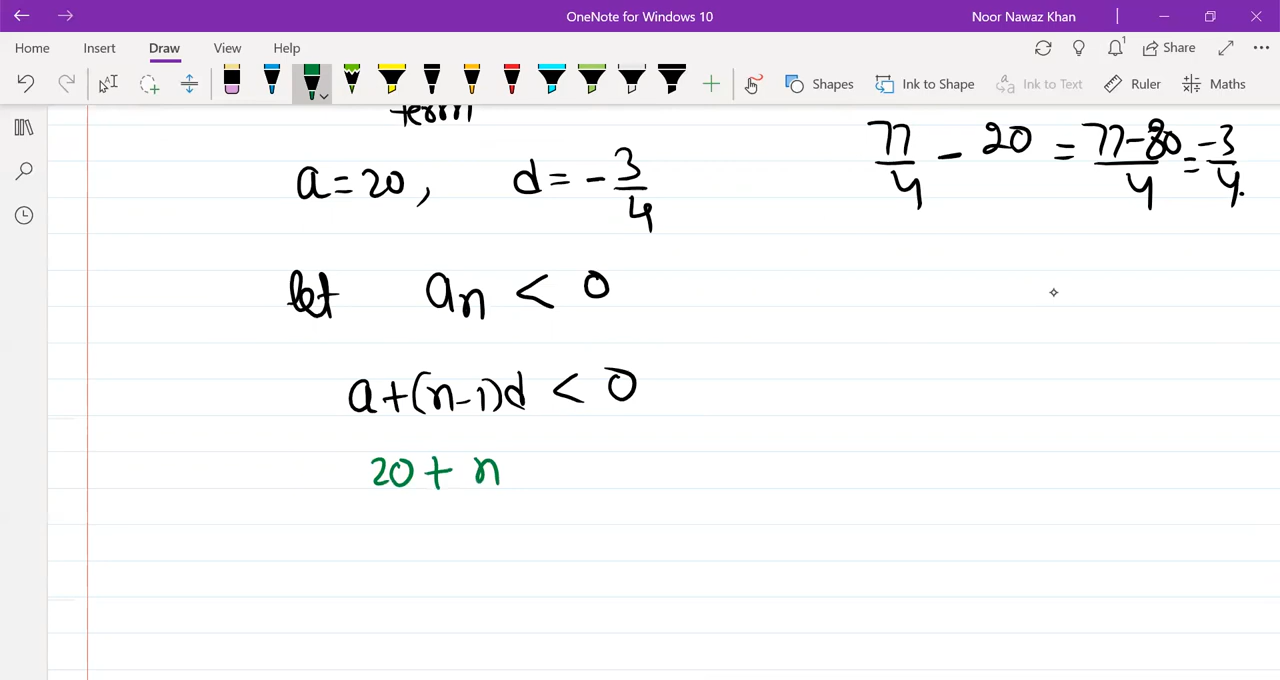 OneNote for Windows 10
Noor Nawaz Khan
Home Insert Draw View Help
1
Share
Shapes
Ink to Shape
Ink to Text
Ruler
Maths
term
77/4 - 20 = 77-80/4 = -3/4.
a=20, d=-3/4
let an < 0
a+(n-1)d < 0
20+ n